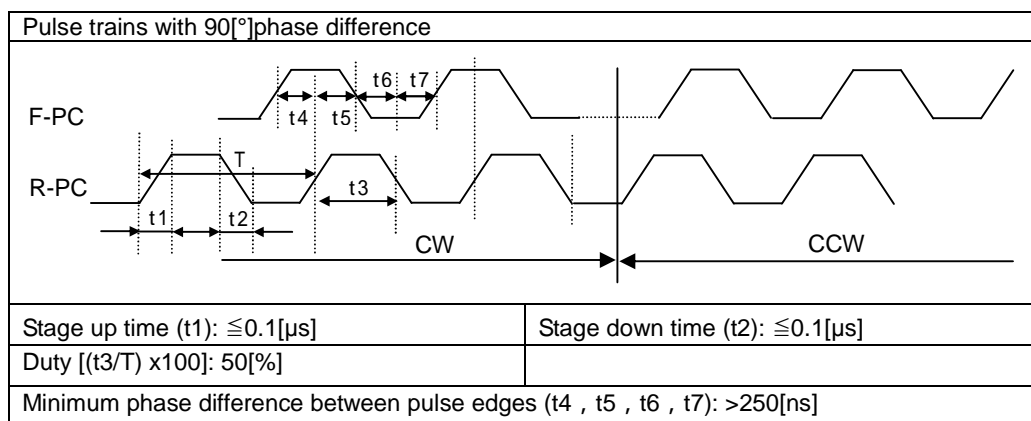 Pulse trains with 90[°]phase difference
t6 t7
F-PC
t4 t5
T
R-PC
t3
t1 t2
CW CCW
Stage up time (t1): ≦0.1[µs] Stage down time (t2): ≦0.1[µs]
Duty [(t3/T) x100]: 50[%]
Minimum phase difference between pulse edges (t4 , t5 , t6 , t7): >250[ns]